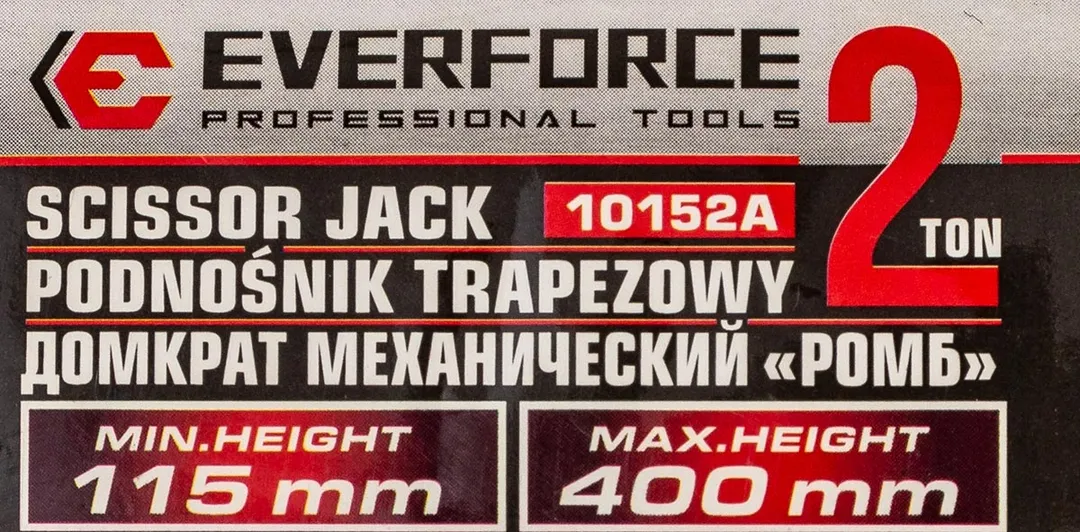 EVERFORCE
PROFESSIONAL TOOLS
2 TON
SCISSOR JACK 10152A
PODNOŚNIK TRAPEZOWY
ДОМКРАТ МЕХАНИЧЕСКИЙ «РОМБ»
MIN.HEIGHT
115 mm
MAX.HEIGHT
400 mm